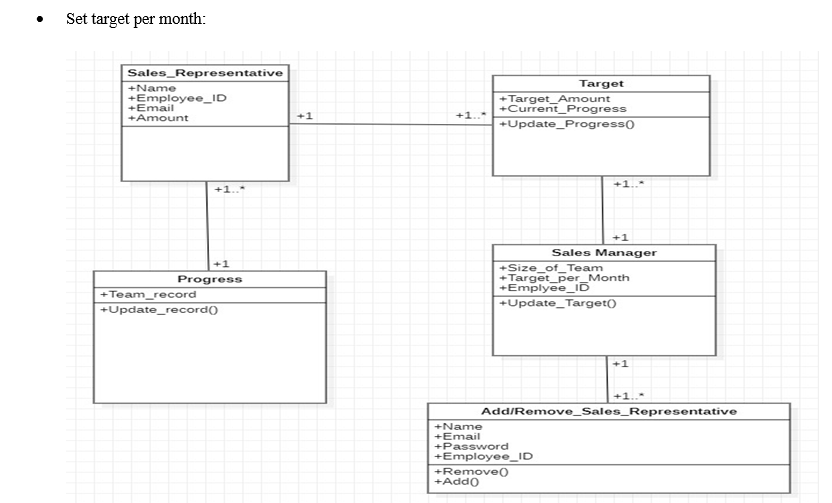 • Set target per month:
Sales_Representative
+Name
+Employee_ID
+Email
+Amount
+1
+1..*
Target
+Target_Amount
+Current_Progress
+Update_Progress()
+1..*
+1
Progress
+Team_record
+Update_record()
+1..*
+1
Sales Manager
+Size_of_Team
+Target_per_Month
+Emplyee_ID
+Update_Target()
+1
+1..*
Add/Remove_Sales_Representative
+Name
+Email
+Password
+Employee_ID
+Remove()
+Add()